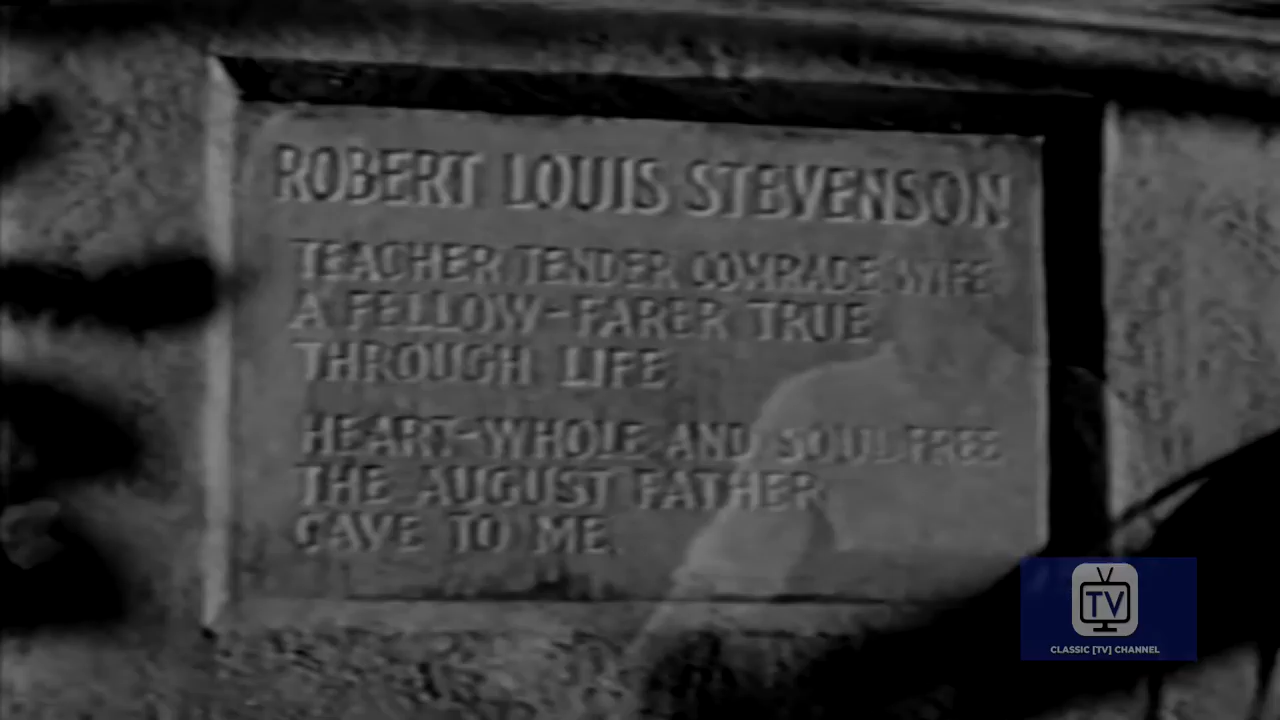 ROBERT LOUIS STEVENSON
TEACHER TENDER COMRADE WIFE
A FELLOW-FARER TRUE
THROUGH LIFE
HEART-WHOLE AND SOUL FREE
THE AUGUST FATHER
GAVE TO ME.
TV
CLASSIC [TV] CHANNEL